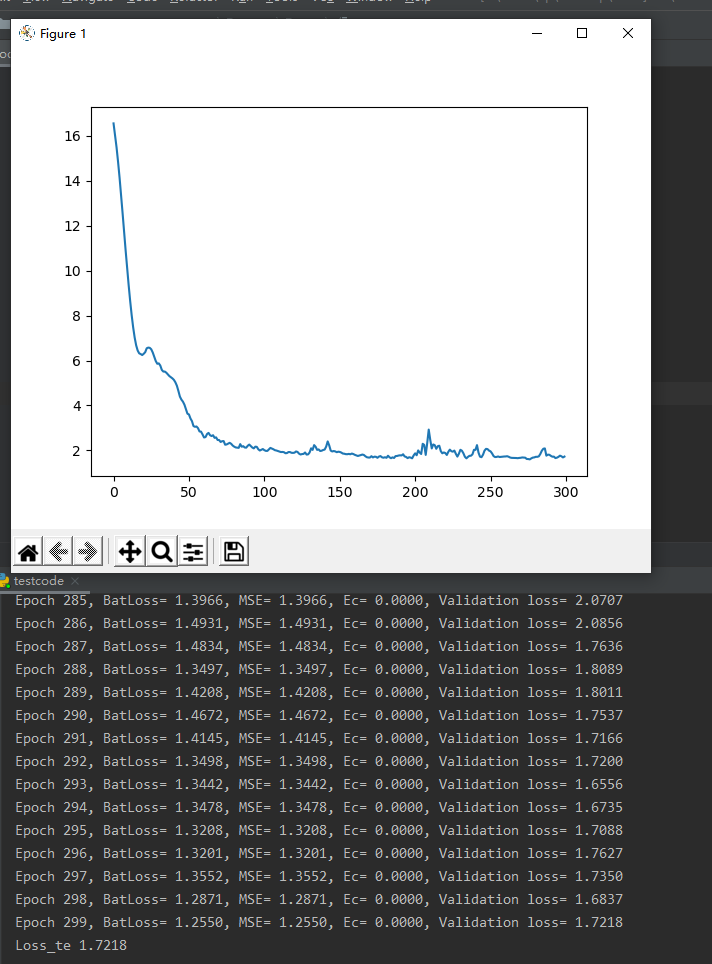 Figure 1
16
14
12
10
8
6
4
2
0 50 100 150 200 250 300
testcode
Epoch 285, BatLoss= 1.3966, MSE= 1.3966, Ec= 0.0000, Validation loss= 2.0707
Epoch 286, BatLoss= 1.4931, MSE= 1.4931, Ec= 0.0000, Validation loss= 2.0856
Epoch 287, BatLoss= 1.4834, MSE= 1.4834, Ec= 0.0000, Validation loss= 1.7636
Epoch 288, BatLoss= 1.3497, MSE= 1.3497, Ec= 0.0000, Validation loss= 1.8089
Epoch 289, BatLoss= 1.4208, MSE= 1.4208, Ec= 0.0000, Validation loss= 1.8011
Epoch 290, BatLoss= 1.4672, MSE= 1.4672, Ec= 0.0000, Validation loss= 1.7537
Epoch 291, BatLoss= 1.4145, MSE= 1.4145, Ec= 0.0000, Validation loss= 1.7166
Epoch 292, BatLoss= 1.3498, MSE= 1.3498, Ec= 0.0000, Validation loss= 1.7200
Epoch 293, BatLoss= 1.3442, MSE= 1.3442, Ec= 0.0000, Validation loss= 1.6556
Epoch 294, BatLoss= 1.3478, MSE= 1.3478, Ec= 0.0000, Validation loss= 1.6735
Epoch 295, BatLoss= 1.3208, MSE= 1.3208, Ec= 0.0000, Validation loss= 1.7088
Epoch 296, BatLoss= 1.3201, MSE= 1.3201, Ec= 0.0000, Validation loss= 1.7627
Epoch 297, BatLoss= 1.3552, MSE= 1.3552, Ec= 0.0000, Validation loss= 1.7350
Epoch 298, BatLoss= 1.2871, MSE= 1.2871, Ec= 0.0000, Validation loss= 1.6837
Epoch 299, BatLoss= 1.2550, MSE= 1.2550, Ec= 0.0000, Validation loss= 1.7218
Loss_te 1.7218